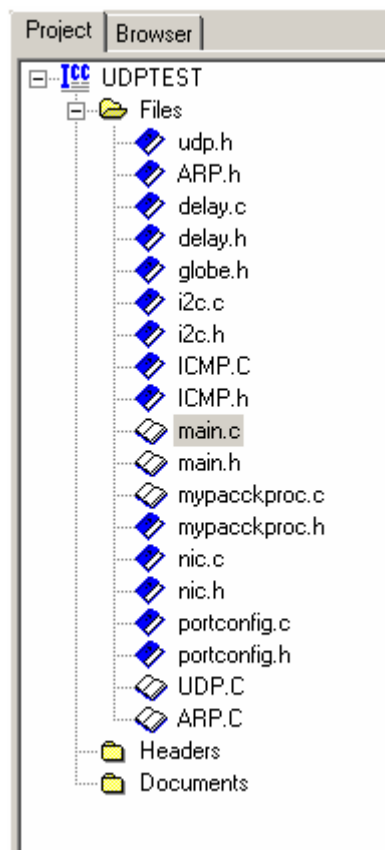 Project Browser
ICC UDPTEST
Files
udp.h
ARP.h
delay.c
delay.h
globe.h
i2c.c
i2c.h
ICMP.C
ICMP.h
main.c
main.h
mypacckproc.c
mypacckproc.h
nic.c
nic.h
portconfig.c
portconfig.h
UDP.C
ARP.C
Headers
Documents